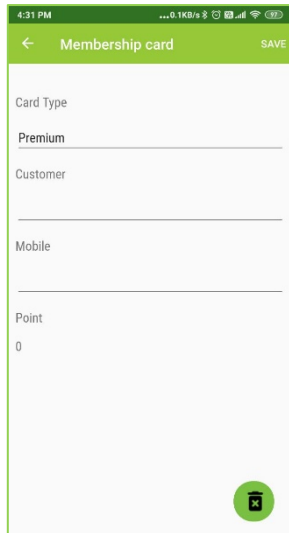 4:31 PM ...0.1KB/s 97
Membership card SAVE
Card Type
Premium
Customer
Mobile
Point
0